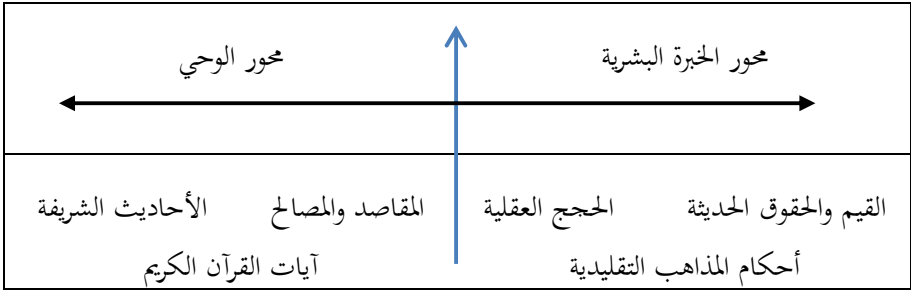 محور الخبرة البشرية محور الوحي
القيم والحقوق الحديثة الحجج العقلية المقاصد والمصالح الأحاديث الشريفة
أحكام المذاهب التقليدية آيات القرآن الكريم